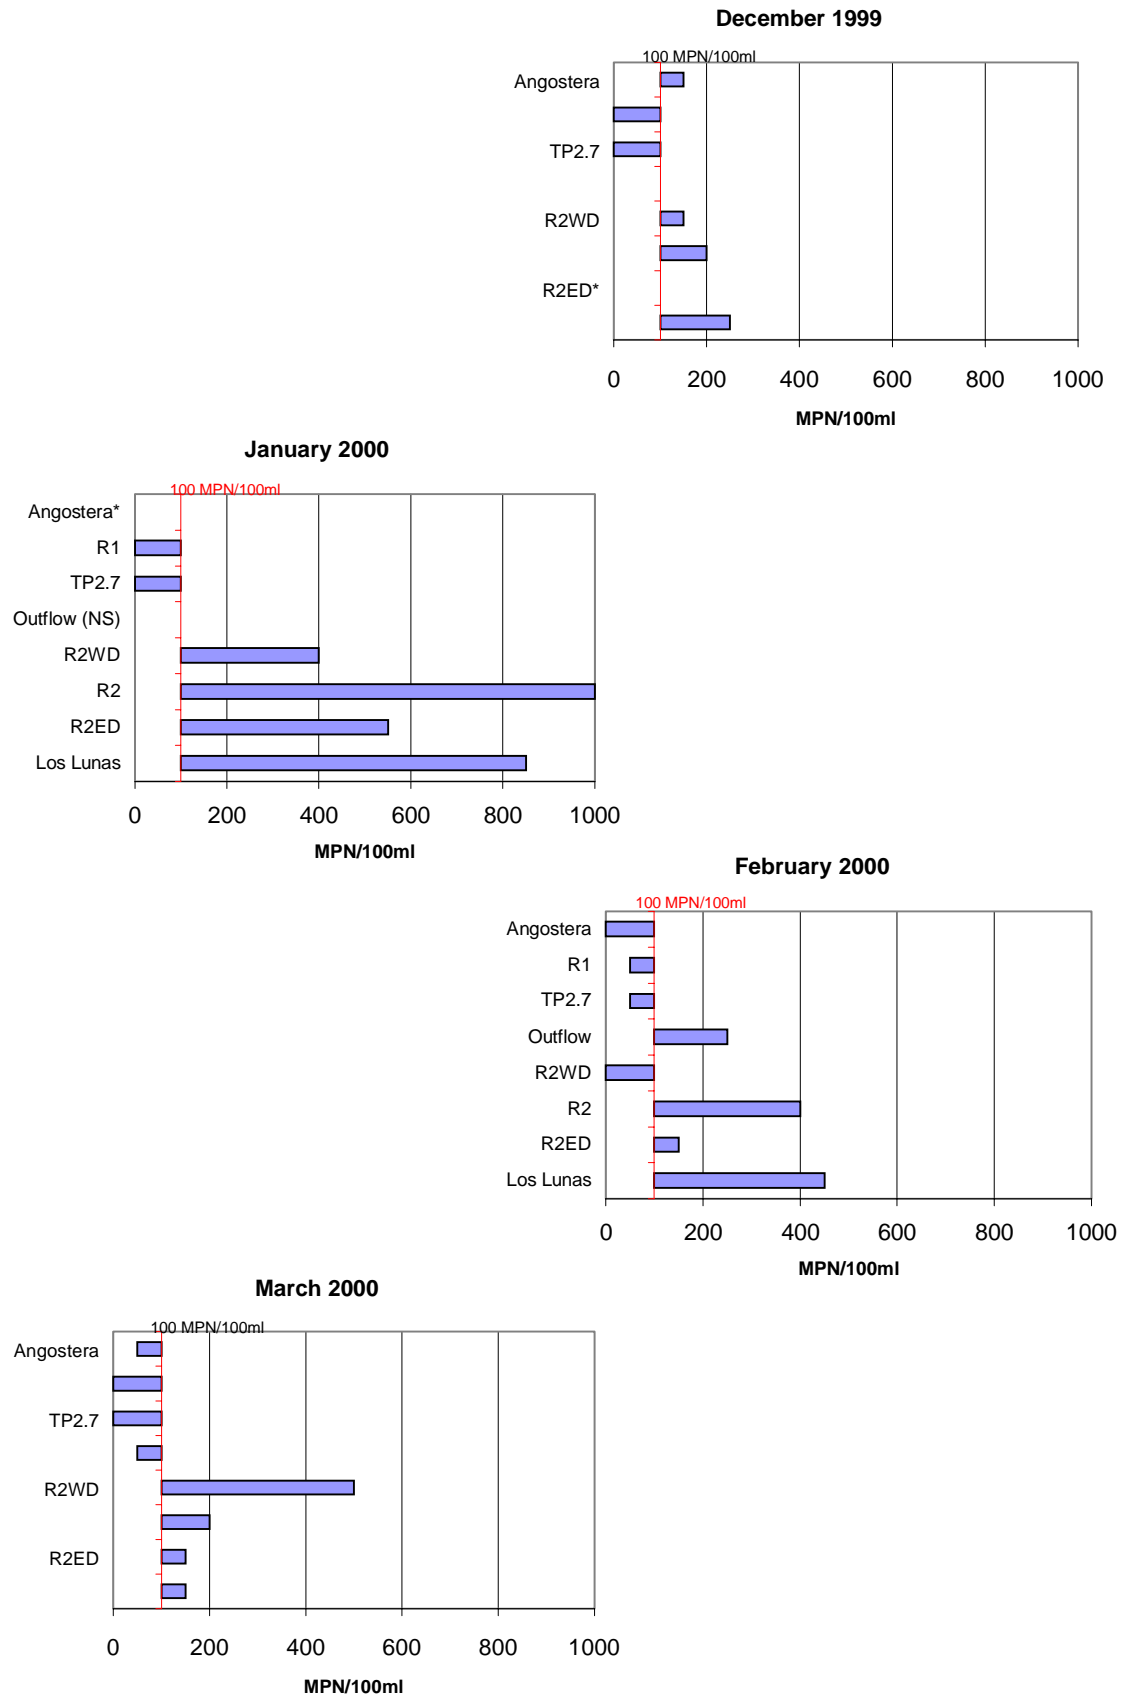 December 1999
100 MPN/100ml
Angostera
TP2.7
R2WD
R2ED*
0 200 400 600 800 1000
MPN/100ml
January 2000
100 MPN/100ml
Angostera*
R1
TP2.7
Outflow (NS)
R2WD
R2
R2ED
Los Lunas
0 200 400 600 800 1000
MPN/100ml
February 2000
100 MPN/100ml
Angostera
R1
TP2.7
Outflow
R2WD
R2
R2ED
Los Lunas
0 200 400 600 800 1000
MPN/100ml
March 2000
100 MPN/100ml
Angostera
TP2.7
R2WD
R2ED
0 200 400 600 800 1000
MPN/100ml